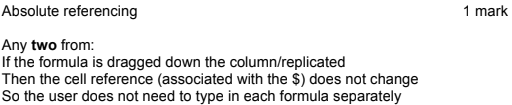 Absolute referencing 1 mark
Any two from:
If the formula is dragged down the column/replicated
Then the cell reference (associated with the $) does not change
So the user does not need to type in each formula separately